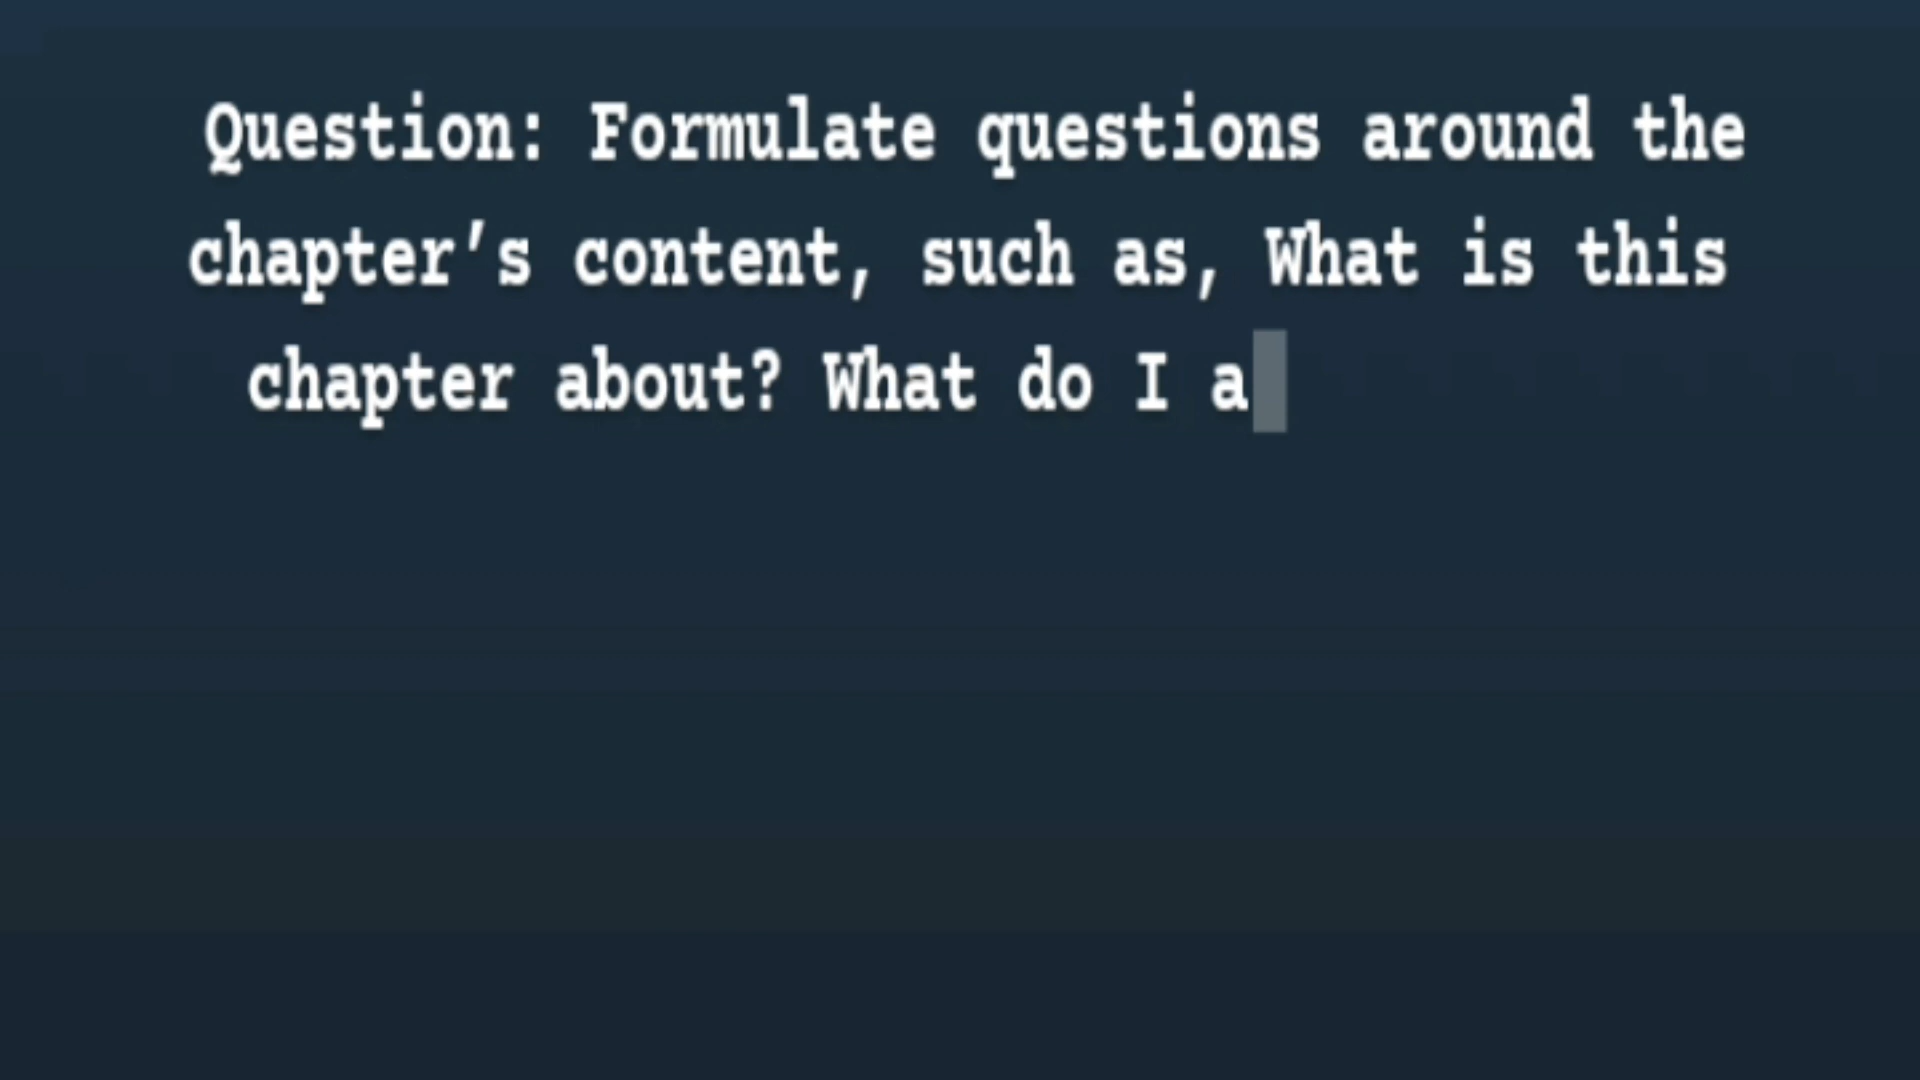 Question: Formulate questions around the
chapter’s content, such as, What is this
chapter about? What do I a